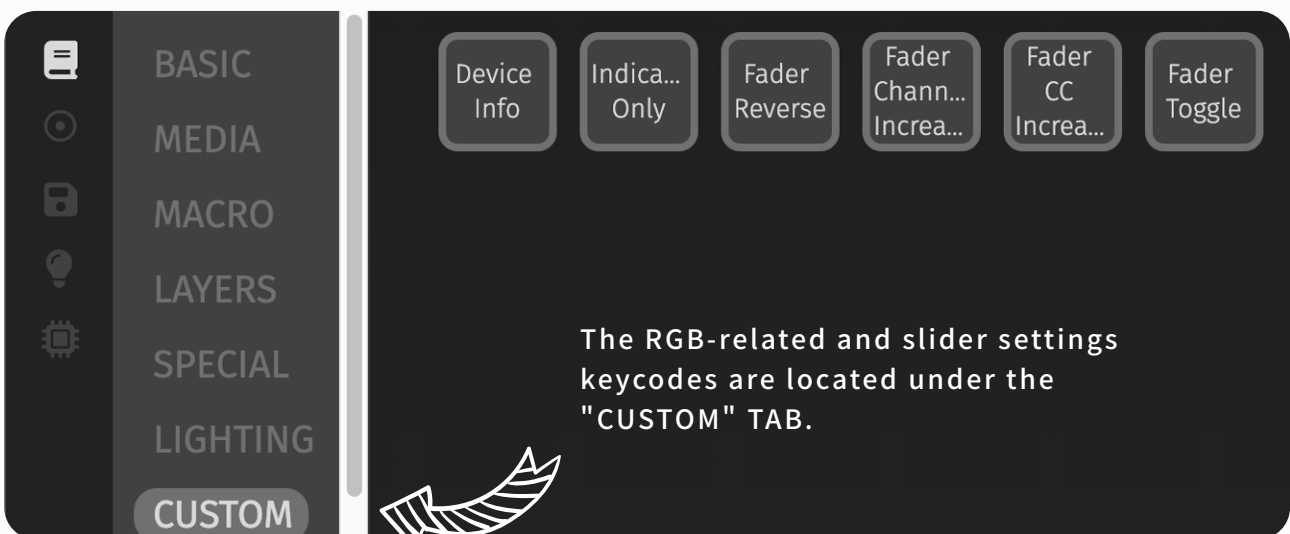 BASIC
MEDIA
MACRO
LAYERS
SPECIAL
LIGHTING
CUSTOM
Device
Info
Indica...
Only
Fader
Reverse
Fader
Chann...
Increa...
Fader
CC
Increa...
Fader
Toggle
The RGB-related and slider settings
keycodes are located under the
"CUSTOM" TAB.